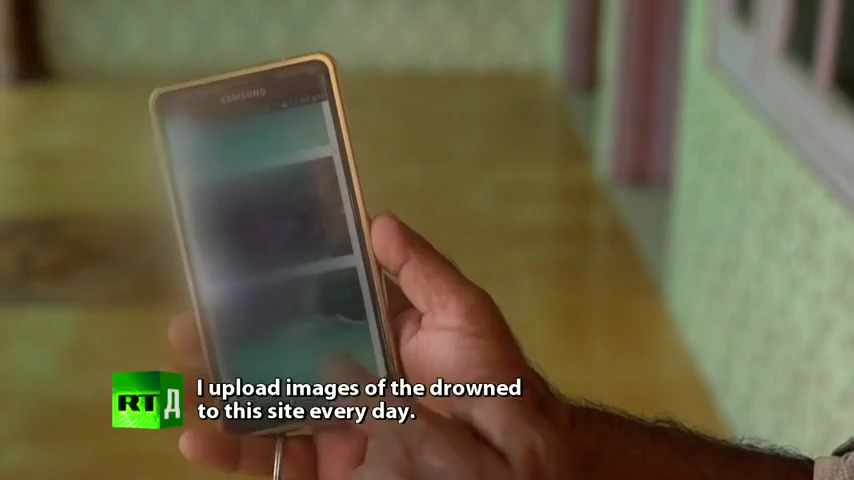 SAMSUNG
RT Д
I upload images of the drowned
to this site every day.